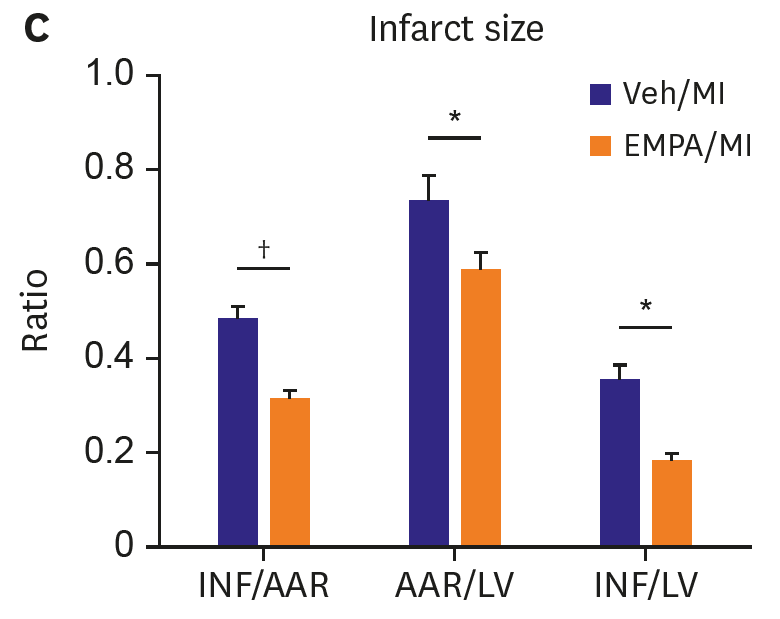 C
Infarct size
Veh/MI
EMPA/MI
Ratio
1.0
0.8
0.6
0.4
0.2
0
†
*
*
INF/AAR
AAR/LV
INF/LV